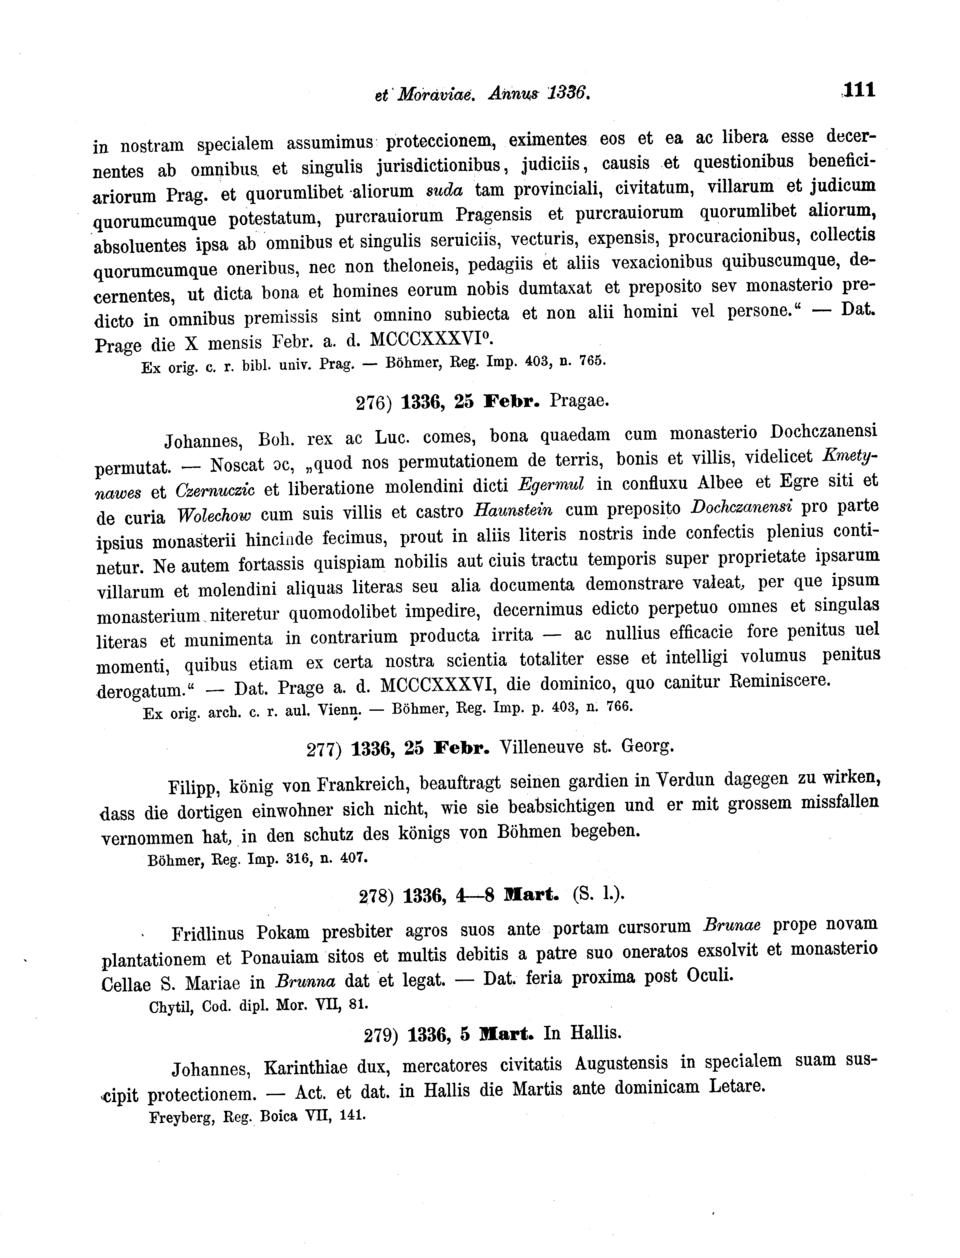 et Moraviae. Annus 1336. 111
in nostram specialem assumimus proteccionem, eximentes eos et ea ac libera esse decer-
nentes ab omnibus et singulis jurisdictionibus, judiciis, causis et questionibus benefici-
ariorum Prag. et quorumlibet aliorum suda tam provinciali, civitatum, villarum et judicum
quorumcumque potestatum, purcrauiorum Pragensis et purcrauiorum quorumlibet aliorum,
absoluentes ipsa ab omnibus et singulis seruiciis, vecturis, expensis, procuracionibus, collectis
quorumcumque oneribus, nec non theloneis, pedagiis et aliis vexacionibus quibuscumque, de-
cernentes, ut dicta bona et homines eorum nobis dumtaxat et preposito sev monasterio pre-
dicto in omnibus premissis sint omnino subiecta et non alii homini vel persone.“ — Dat.
Prage die X mensis Febr. a. d. MCCCXXXVI⁰.
Ex orig. c. r. bibl. univ. Prag. — Böhmer, Reg. Imp. 403, n. 765.
276) 1336, 25 Febr. Pragae.
Johannes, Boh. rex ac Luc. comes, bona quaedam cum monasterio Dochczanensi
permutat. — Noscat ɔc, „quod nos permutationem de terris, bonis et villis, videlicet Kmety-
nawes et Czernuczic et liberatione molendini dicti Egermul in confluxu Albee et Egre siti et
de curia Wolechow cum suis villis et castro Haunstein cum preposito Dochczanensi pro parte
ipsius monasterii hincinde fecimus, prout in aliis literis nostris inde confectis plenius conti-
netur. Ne autem fortassis quispiam nobilis aut ciuis tractu temporis super proprietate ipsarum
villarum et molendini aliquas literas seu alia documenta demonstrare valeat, per que ipsum
monasterium niteretur quomodolibet impedire, decernimus edicto perpetuo omnes et singulas
literas et munimenta in contrarium producta irrita — ac nullius efficacie fore penitus uel
momenti, quibus etiam ex certa nostra scientia totaliter esse et intelligi volumus penitus
derogatum.“ — Dat. Prage a. d. MCCCXXXVI, die dominico, quo canitur Reminiscere.
Ex orig. arch. c. r. aul. Vienn. — Böhmer, Reg. Imp. p. 403, n. 766.
277) 1336, 25 Febr. Villeneuve st. Georg.
Filipp, könig von Frankreich, beauftragt seinen gardien in Verdun dagegen zu wirken,
dass die dortigen einwohner sich nicht, wie sie beabsichtigen und er mit grossem missfallen
vernommen hat, in den schutz des königs von Böhmen begeben.
Böhmer, Reg. Imp. 316, n. 407.
278) 1336, 4—8 Mart. (S. l.).
Fridlinus Pokam presbiter agros suos ante portam cursorum Brunae prope novam
plantationem et Ponauiam sitos et multis debitis a patre suo oneratos exsolvit et monasterio
Cellae S. Mariae in Brunna dat et legat. — Dat. feria proxima post Oculi.
Chytil, Cod. dipl. Mor. VII, 81.
279) 1336, 5 Mart. In Hallis.
Johannes, Karinthiae dux, mercatores civitatis Augustensis in specialem suam sus-
cipit protectionem. — Act. et dat. in Hallis die Martis ante dominicam Letare.
Freyberg, Reg. Boica VII, 141.